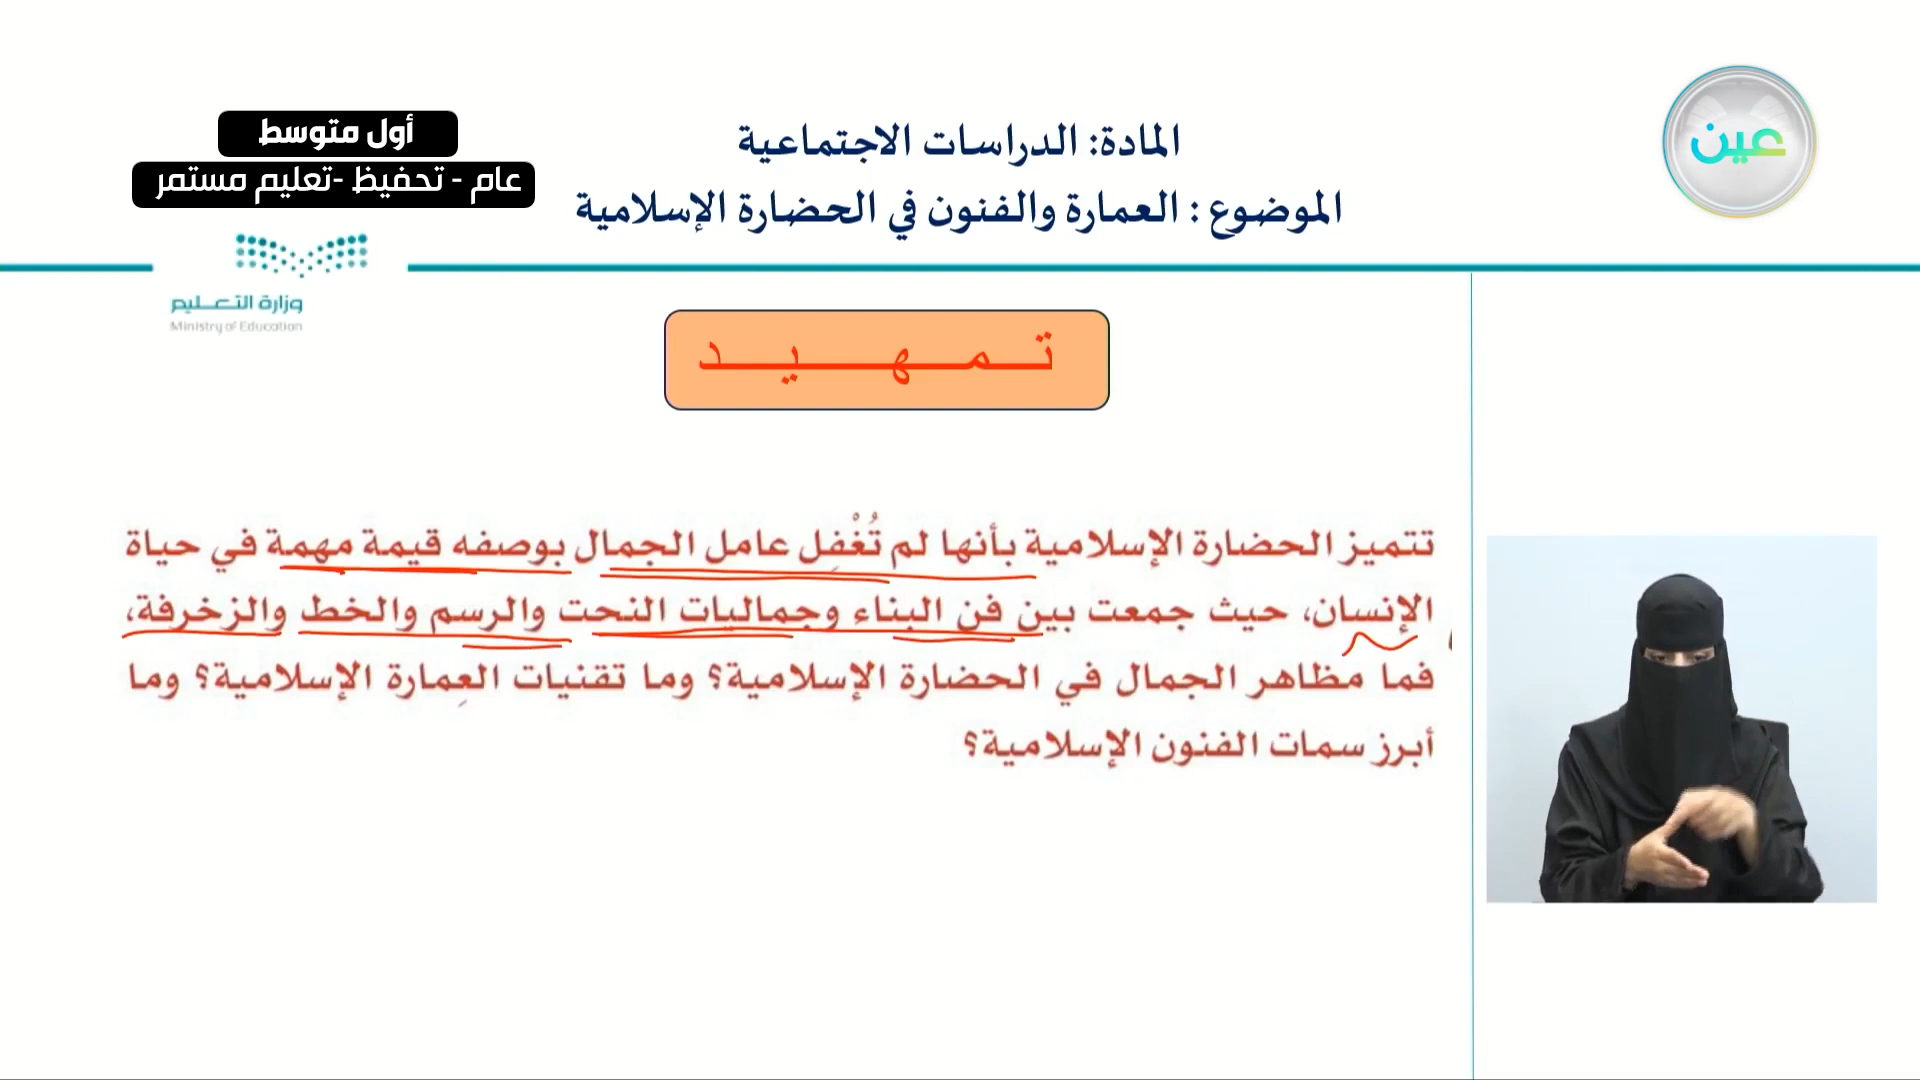 المادة: الدراسات الاجتماعية
الموضوع : العمارة والفنون في الحضارة الإسلامية
عين
أول متوسط
عام - تحفيظ -تعليم مستمر
وزارة التعـــليم
Ministry of Education
تـــمـــهـــيـــد
تتميز الحضارة الإسلامية بأنها لم تُغْفِل عامل الجمال بوصفه قيمة مهمة في حياة
الإنسان، حيث جمعت بين فن البناء وجماليات النحت والرسم والخط والزخرفة،
فما مظاهر الجمال في الحضارة الإسلامية؟ وما تقنيات العِمارة الإسلامية؟ وما
أبرز سمات الفنون الإسلامية؟